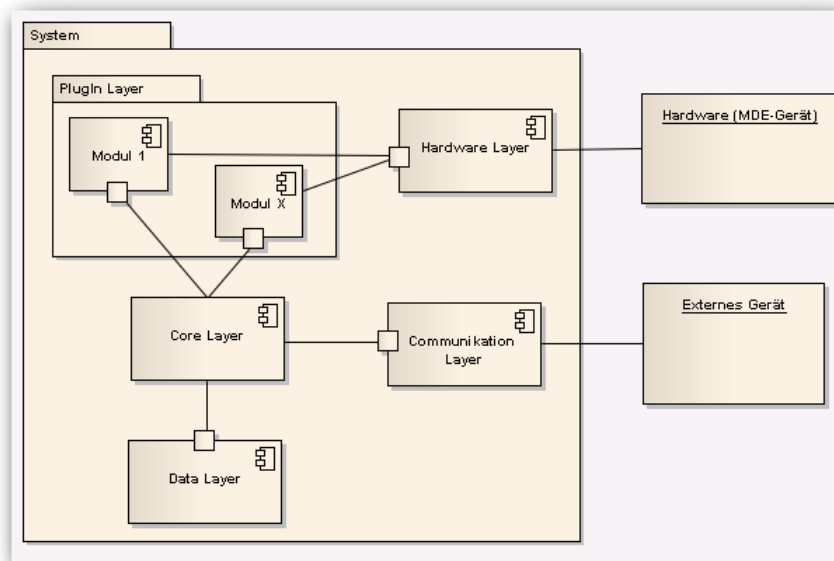 System
PlugIn Layer
Modul 1
Modul X
Hardware Layer
Hardware (MDE-Gerät)
Core Layer
Communikation
Layer
Externes Gerät
Data Layer